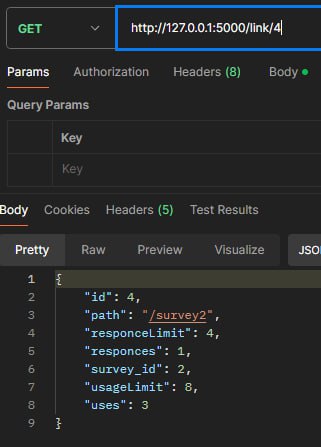 GET http://127.0.0.1:5000/link/4
Params Authorization Headers (8) Body
Query Params
Key
Key
Body Cookies Headers (5) Test Results
Pretty Raw Preview Visualize JSO
1 {
2 "id": 4,
3 "path": "/survey2",
4 "responceLimit": 4,
5 "responces": 1,
6 "survey_id": 2,
7 "usageLimit": 8,
8 "uses": 3
9 }